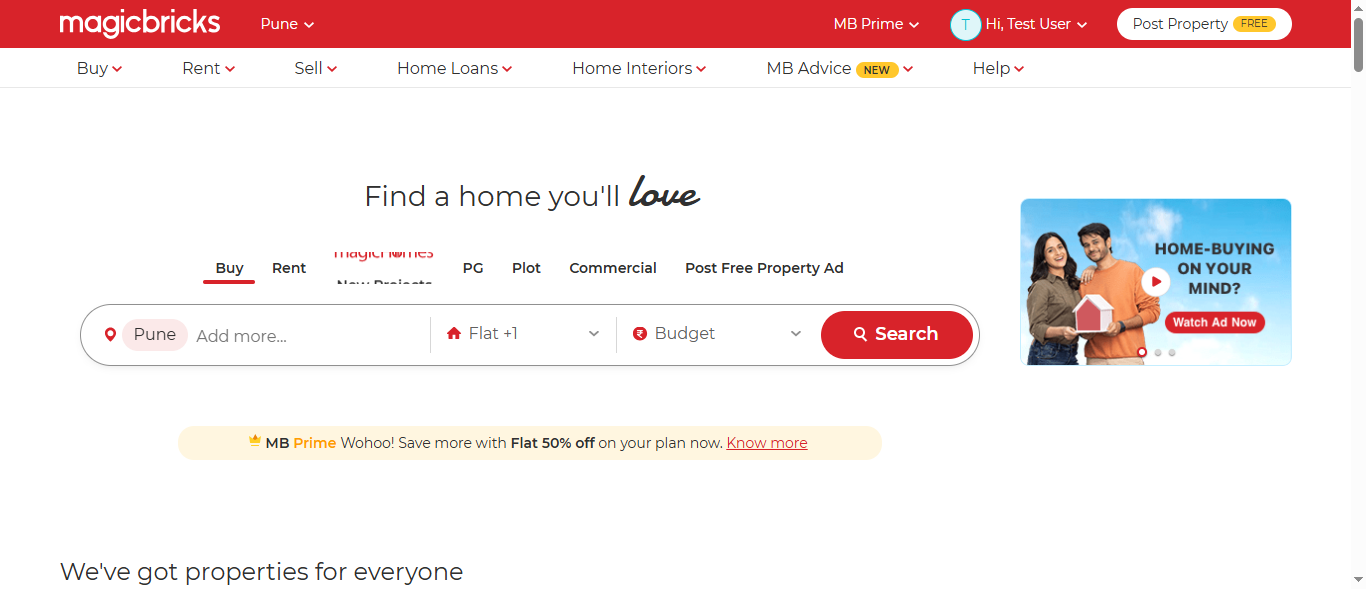 magicbricks
Pune
MB Prime
T
Hi, Test User
Post Property FREE
Buy
Rent
Sell
Home Loans
Home Interiors
MB Advice NEW
Help
Find a home you'll love
Buy
Rent
magicHomes
New Projects
PG
Plot
Commercial
Post Free Property Ad
Pune
Add more...
Flat +1
Budget
Search
HOME-BUYING
ON YOUR
MIND?
Watch Ad Now
MB Prime Wohoo! Save more with Flat 50% off on your plan now. Know more
We've got properties for everyone